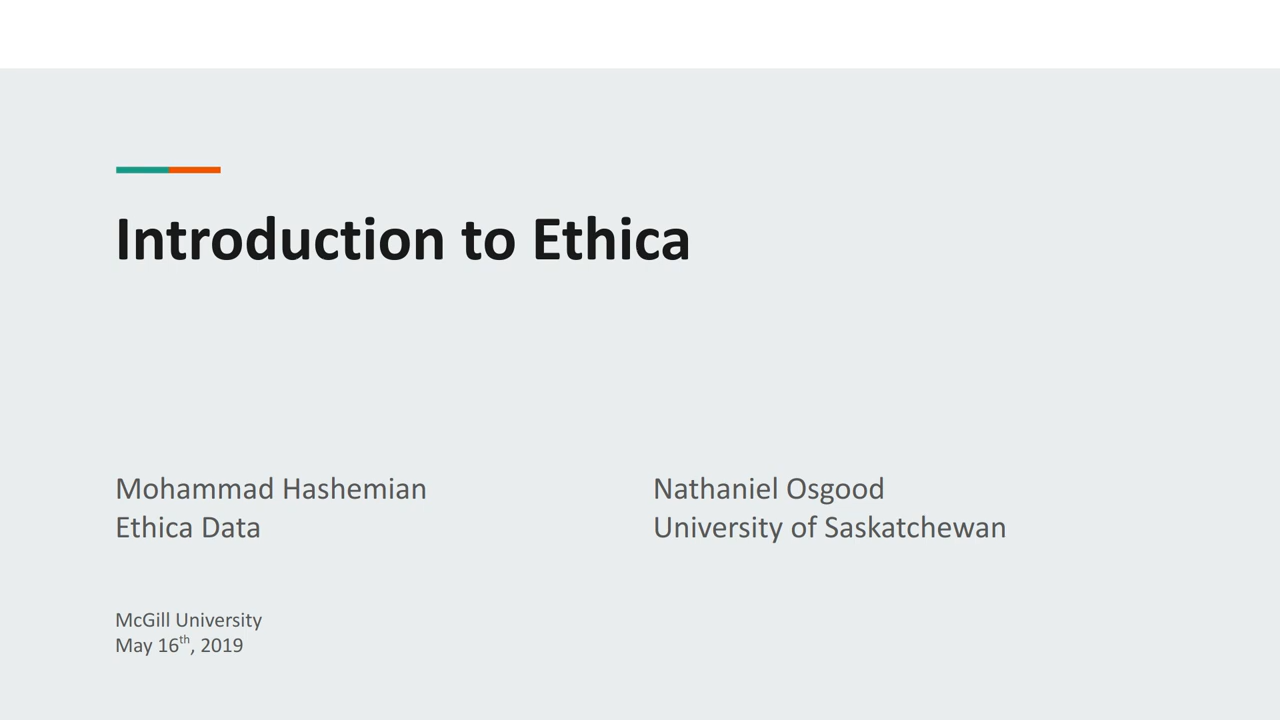 Introduction to Ethica
Mohammad Hashemian
Ethica Data
Nathaniel Osgood
University of Saskatchewan
McGill University
May 16th, 2019